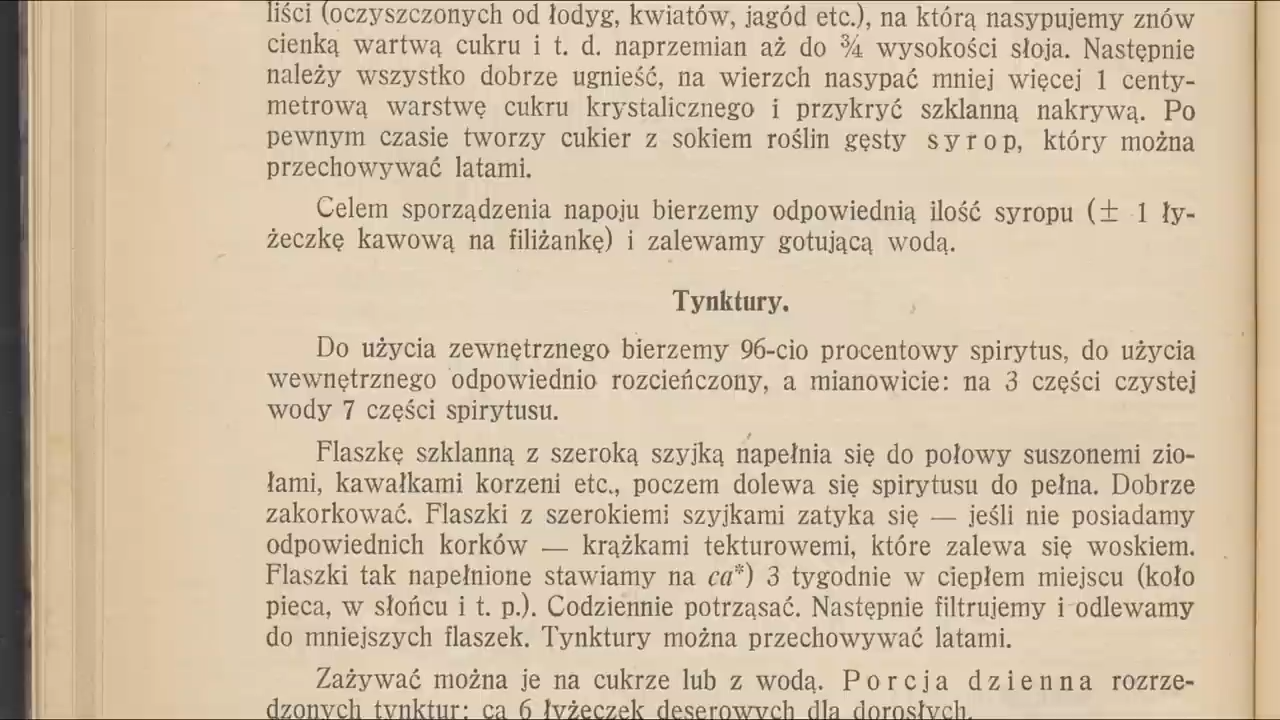 liści (oczyszczonych od łodyg, kwiatów, jagód etc.), na którą nasypujemy znów
cienką wartwą cukru i t. d. naprzemian aż do ¾ wysokości słoja. Następnie
należy wszystko dobrze ugnieść, na wierzch nasypać mniej więcej 1 centy-
metrową warstwę cukru krystalicznego i przykryć szklanną nakrywą. Po
pewnym czasie tworzy cukier z sokiem roślin gęsty syrop, który można
przechowywać latami.
Celem sporządzenia napoju bierzemy odpowiednią ilość syropu (± 1 ły-
żeczkę kawową na filiżankę) i zalewamy gotującą wodą.
Tynktury.
Do użycia zewnętrznego bierzemy 96-cio procentowy spirytus, do użycia
wewnętrznego odpowiednio rozcieńczony, a mianowicie: na 3 części czystej
wody 7 części spirytusu.
Flaszkę szklanną z szeroką szyjką napełnia się do połowy suszonemi zio-
łami, kawałkami korzeni etc., poczem dolewa się spirytusu do pełna. Dobrze
zakorkować. Flaszki z szerokiemi szyjkami zatyka się — jeśli nie posiadamy
odpowiednich korków — krążkami tekturowemi, które zalewa się woskiem.
Flaszki tak napełnione stawiamy na ca*) 3 tygodnie w ciepłem miejscu (koło
pieca, w słońcu i t. p.). Codziennie potrząsać. Następnie filtrujemy i odlewamy
do mniejszych flaszek. Tynktury można przechowywać latami.
Zażywać można je na cukrze lub z wodą. Porcja dzienna rozrze-
dzonych tynktur: ca 6 łyżeczek deserowych dla dorosłych.